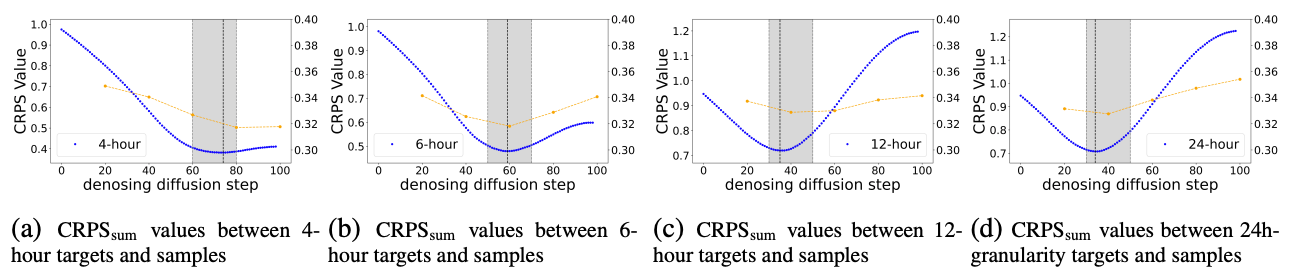 1.0
0.9
0.8
0.7
0.6
0.5
0.4
CRPS Value
0.40
0.38
0.36
0.34
0.32
0.30
4-hour
0 20 40 60 80 100
denosing diffusion step
1.0
0.9
0.8
0.7
0.6
0.5
CRPS Value
0.40
0.38
0.36
0.34
0.32
0.30
6-hour
0 20 40 60 80 100
denosing diffusion step
1.2
1.1
1.0
0.9
0.8
0.7
CRPS Value
0.40
0.38
0.36
0.34
0.32
0.30
12-hour
0 20 40 60 80 100
denosing diffusion step
1.2
1.1
1.0
0.9
0.8
0.7
CRPS Value
0.40
0.38
0.36
0.34
0.32
0.30
24-hour
0 20 40 60 80 100
denosing diffusion step
(a) CRPSsum values between 4-
hour targets and samples
(b) CRPSsum values between 6-
hour targets and samples
(c) CRPSsum values between 12-
hour targets and samples
(d) CRPSsum values between 24h-
granularity targets and samples